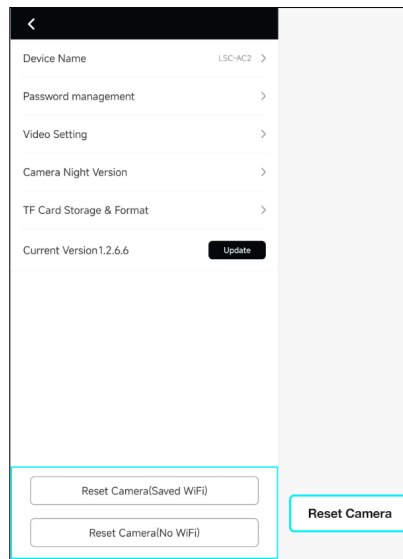 Device Name LSC-AC2
Password management
Video Setting
Camera Night Version
TF Card Storage & Format
Current Version1.2.6.6 Update
Reset Camera(Saved WiFi)
Reset Camera
Reset Camera(No WiFi)